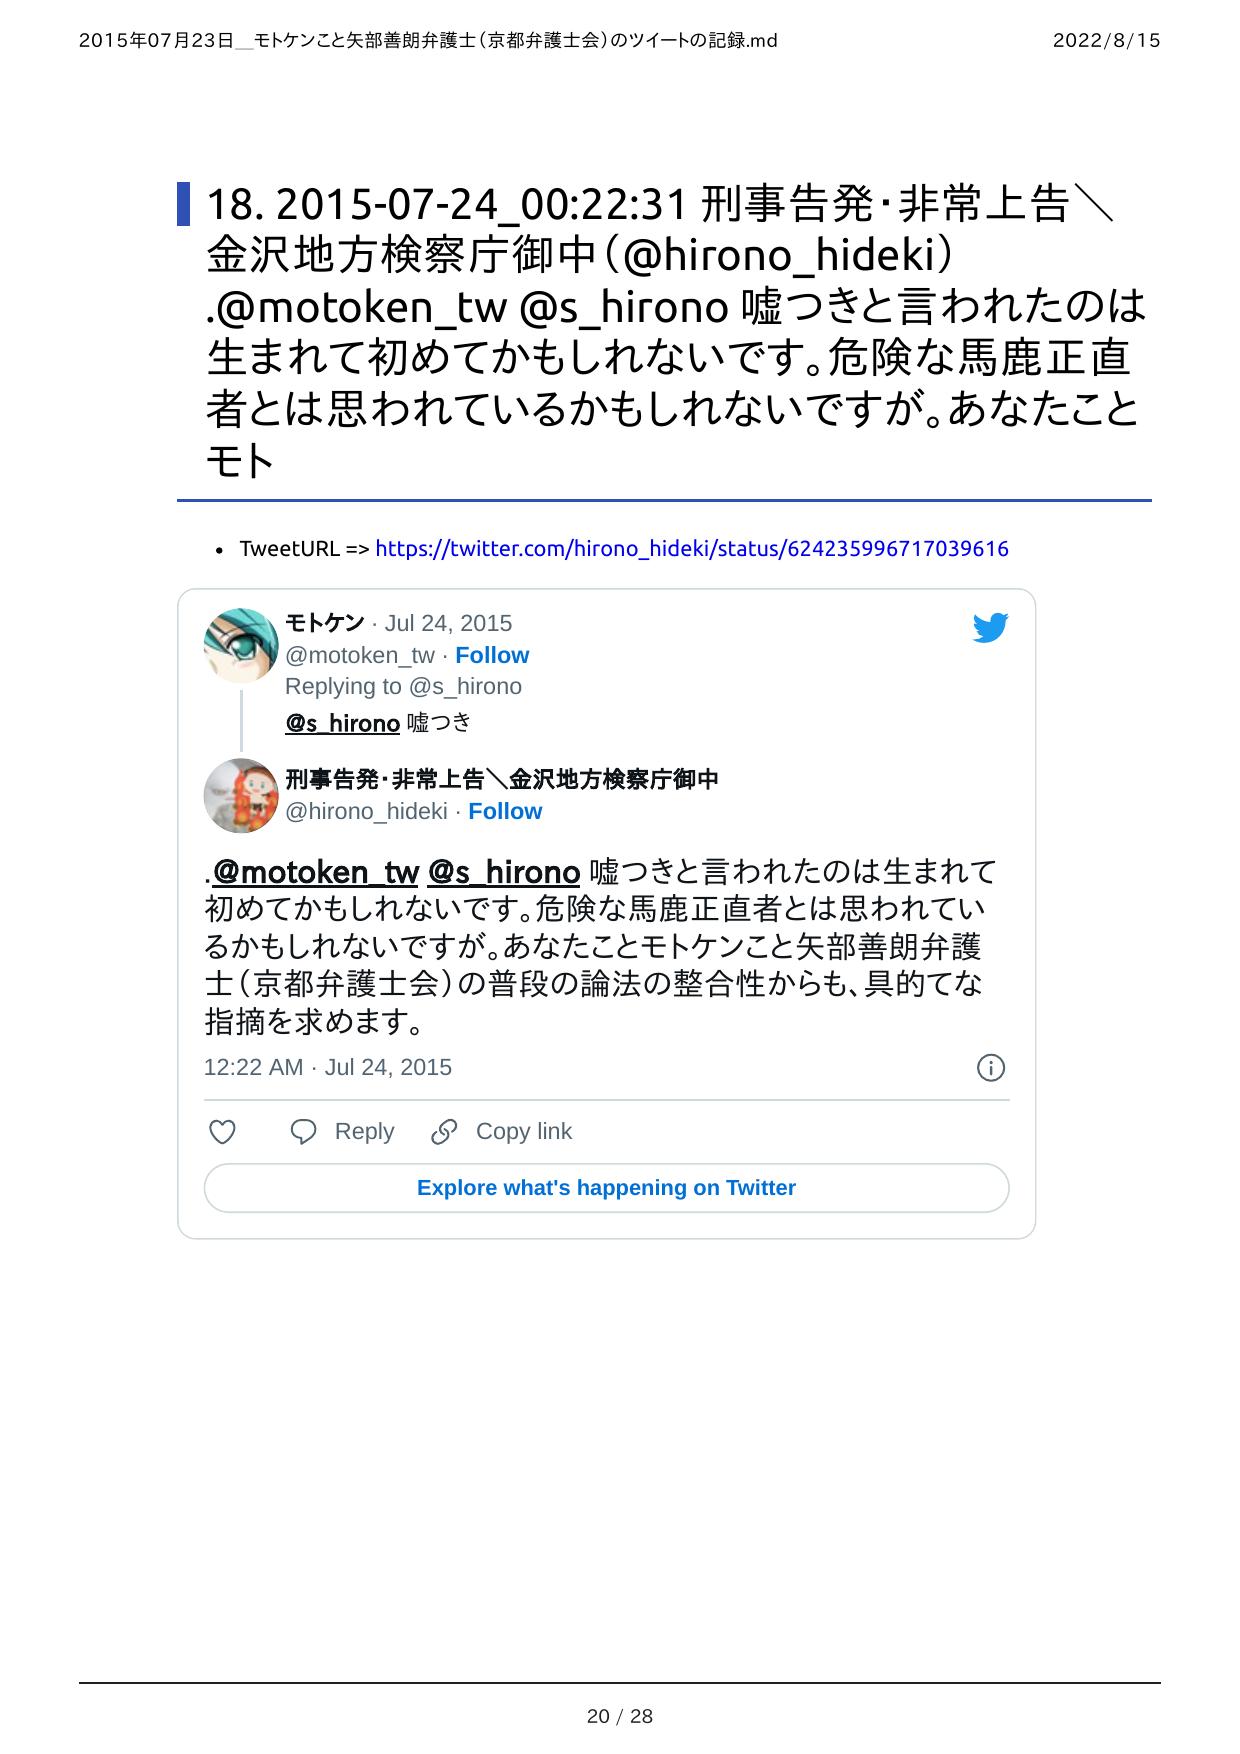 2015年07月23日__モトケンこと矢部善朗弁護士（京都弁護士会）のツイートの記録.md 2022/8/15
18. 2015-07-24_00:22:31 刑事告発・非常上告＼
金沢地方検察庁御中（@hirono_hideki）
.@motoken_tw @s_hirono 嘘つきと言われたのは
生まれて初めてかもしれないです。危険な馬鹿正直
者とは思われているかもしれないですが。あなたこと
モト
• TweetURL => https://twitter.com/hirono_hideki/status/624235996717039616
モトケン · Jul 24, 2015
@motoken_tw · Follow
Replying to @s_hirono
@s_hirono 嘘つき
刑事告発・非常上告＼金沢地方検察庁御中
@hirono_hideki · Follow
.@motoken_tw @s_hirono 嘘つきと言われたのは生まれて
初めてかもしれないです。危険な馬鹿正直者とは思われてい
るかもしれないですが。あなたことモトケンこと矢部善朗弁護
士（京都弁護士会）の普段の論法の整合性からも、具的てな
指摘を求めます。
12:22 AM · Jul 24, 2015
Reply Copy link
Explore what's happening on Twitter
20 / 28